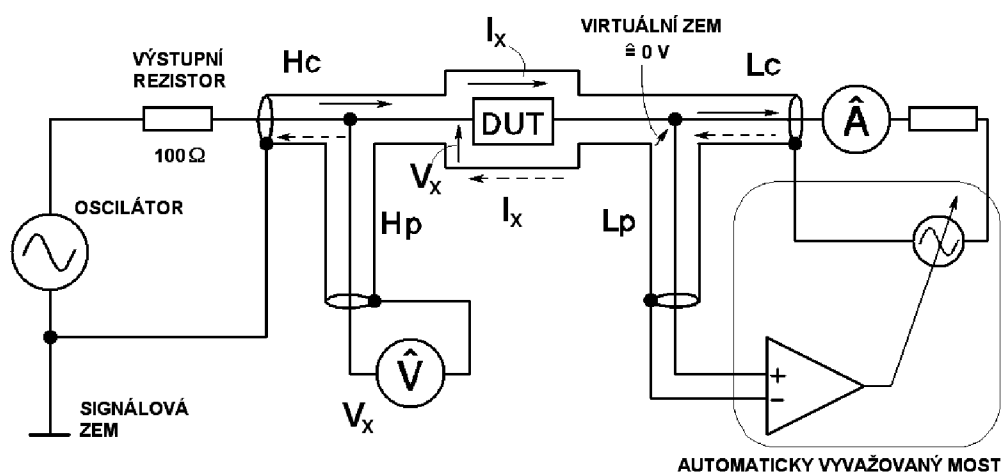 VÝSTUPNÍ
REZISTOR
100Ω
OSCILÁTOR
SIGNÁLOVÁ
ZEM
Hc
Ix
VIRTUÁLNÍ ZEM
≙ 0 V
Lc
DUT
Vx
Ix
Hp
Lp
Â
V̂
Vx
+
−
AUTOMATICKY VYVAŽOVANÝ MOST